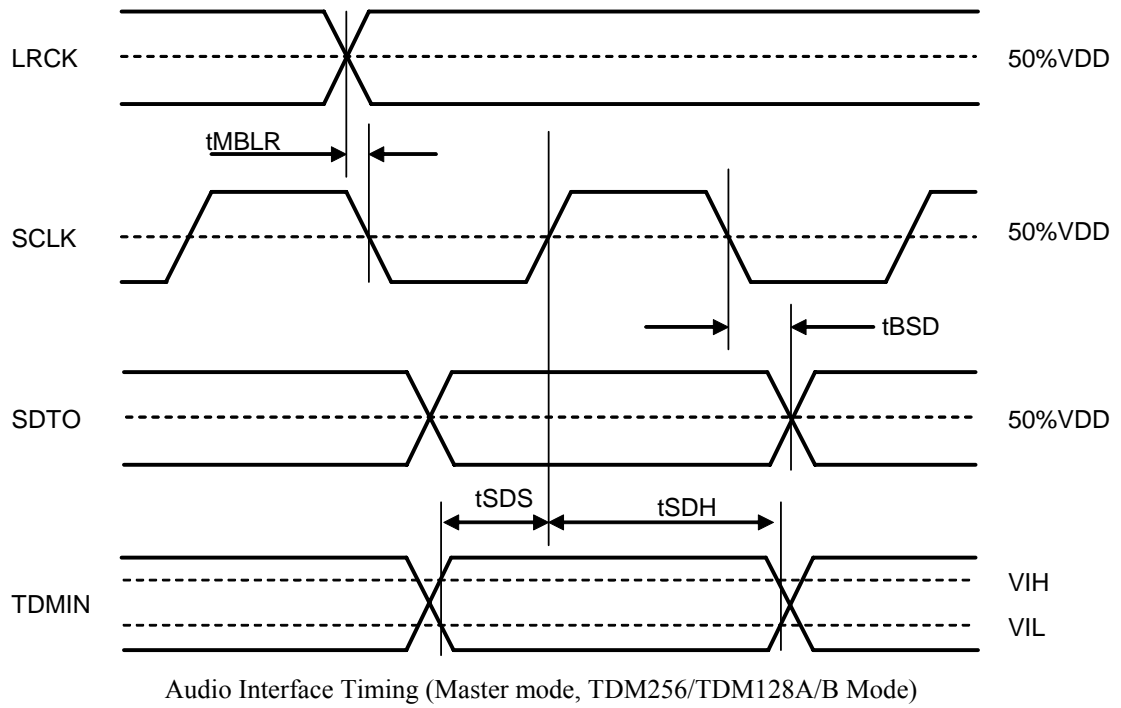 LRCK
50%VDD
tMBLR
SCLK
50%VDD
tBSD
SDTO
50%VDD
tSDS
tSDH
TDMIN
VIH
VIL
Audio Interface Timing (Master mode, TDM256/TDM128A/B Mode)